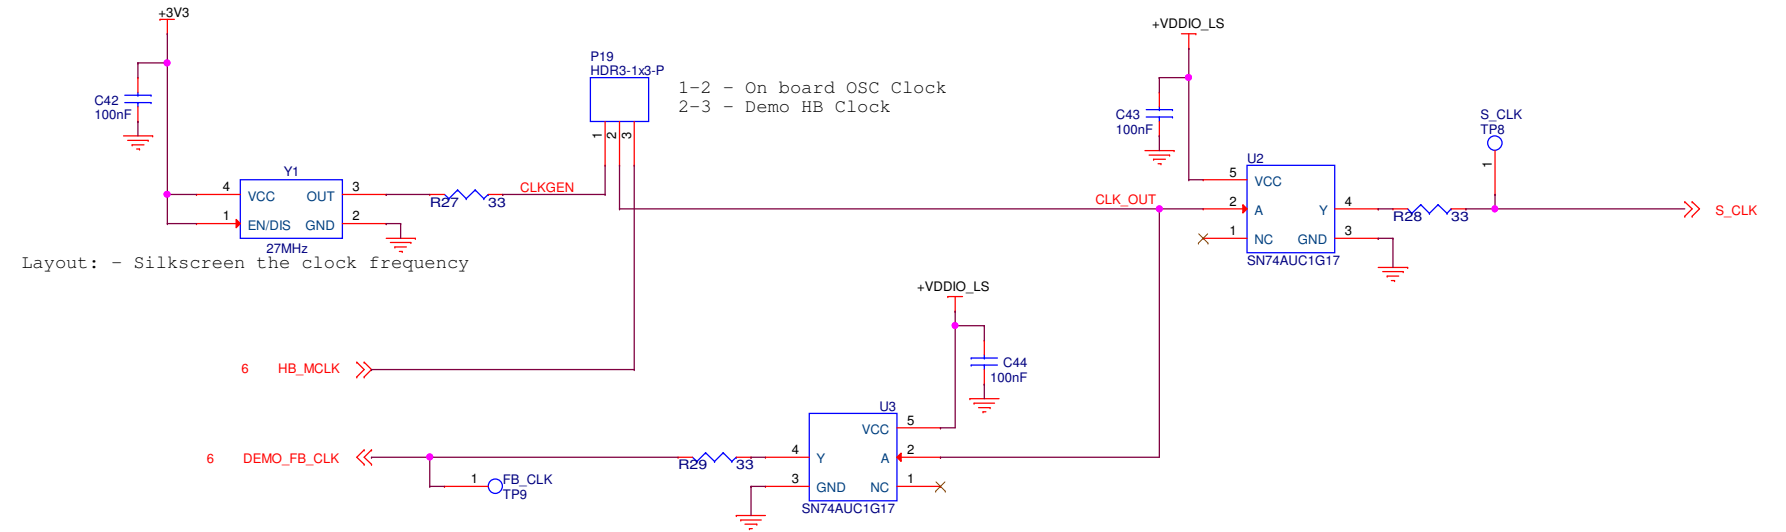 +3V3
+VDDIO_LS
P19
HDR3-1x3-P
1-2 - On board OSC Clock
2-3 - Demo HB Clock
C42
100nF
C43
100nF
S_CLK
TP8
1
1
2
3
U2
Y1
4
VCC
OUT
3
1
EN/DIS
GND
2
27MHz
R27
33
CLKGEN
CLK_OUT
5
VCC
2
A
Y
4
1
NC
GND
3
SN74AUC1G17
R28
33
S_CLK
Layout: - Silkscreen the clock frequency
+VDDIO_LS
6
HB_MCLK
C44
100nF
U3
VCC
5
4
Y
A
2
3
GND
NC
1
SN74AUC1G17
R29
33
6
DEMO_FB_CLK
1
FB_CLK
TP9